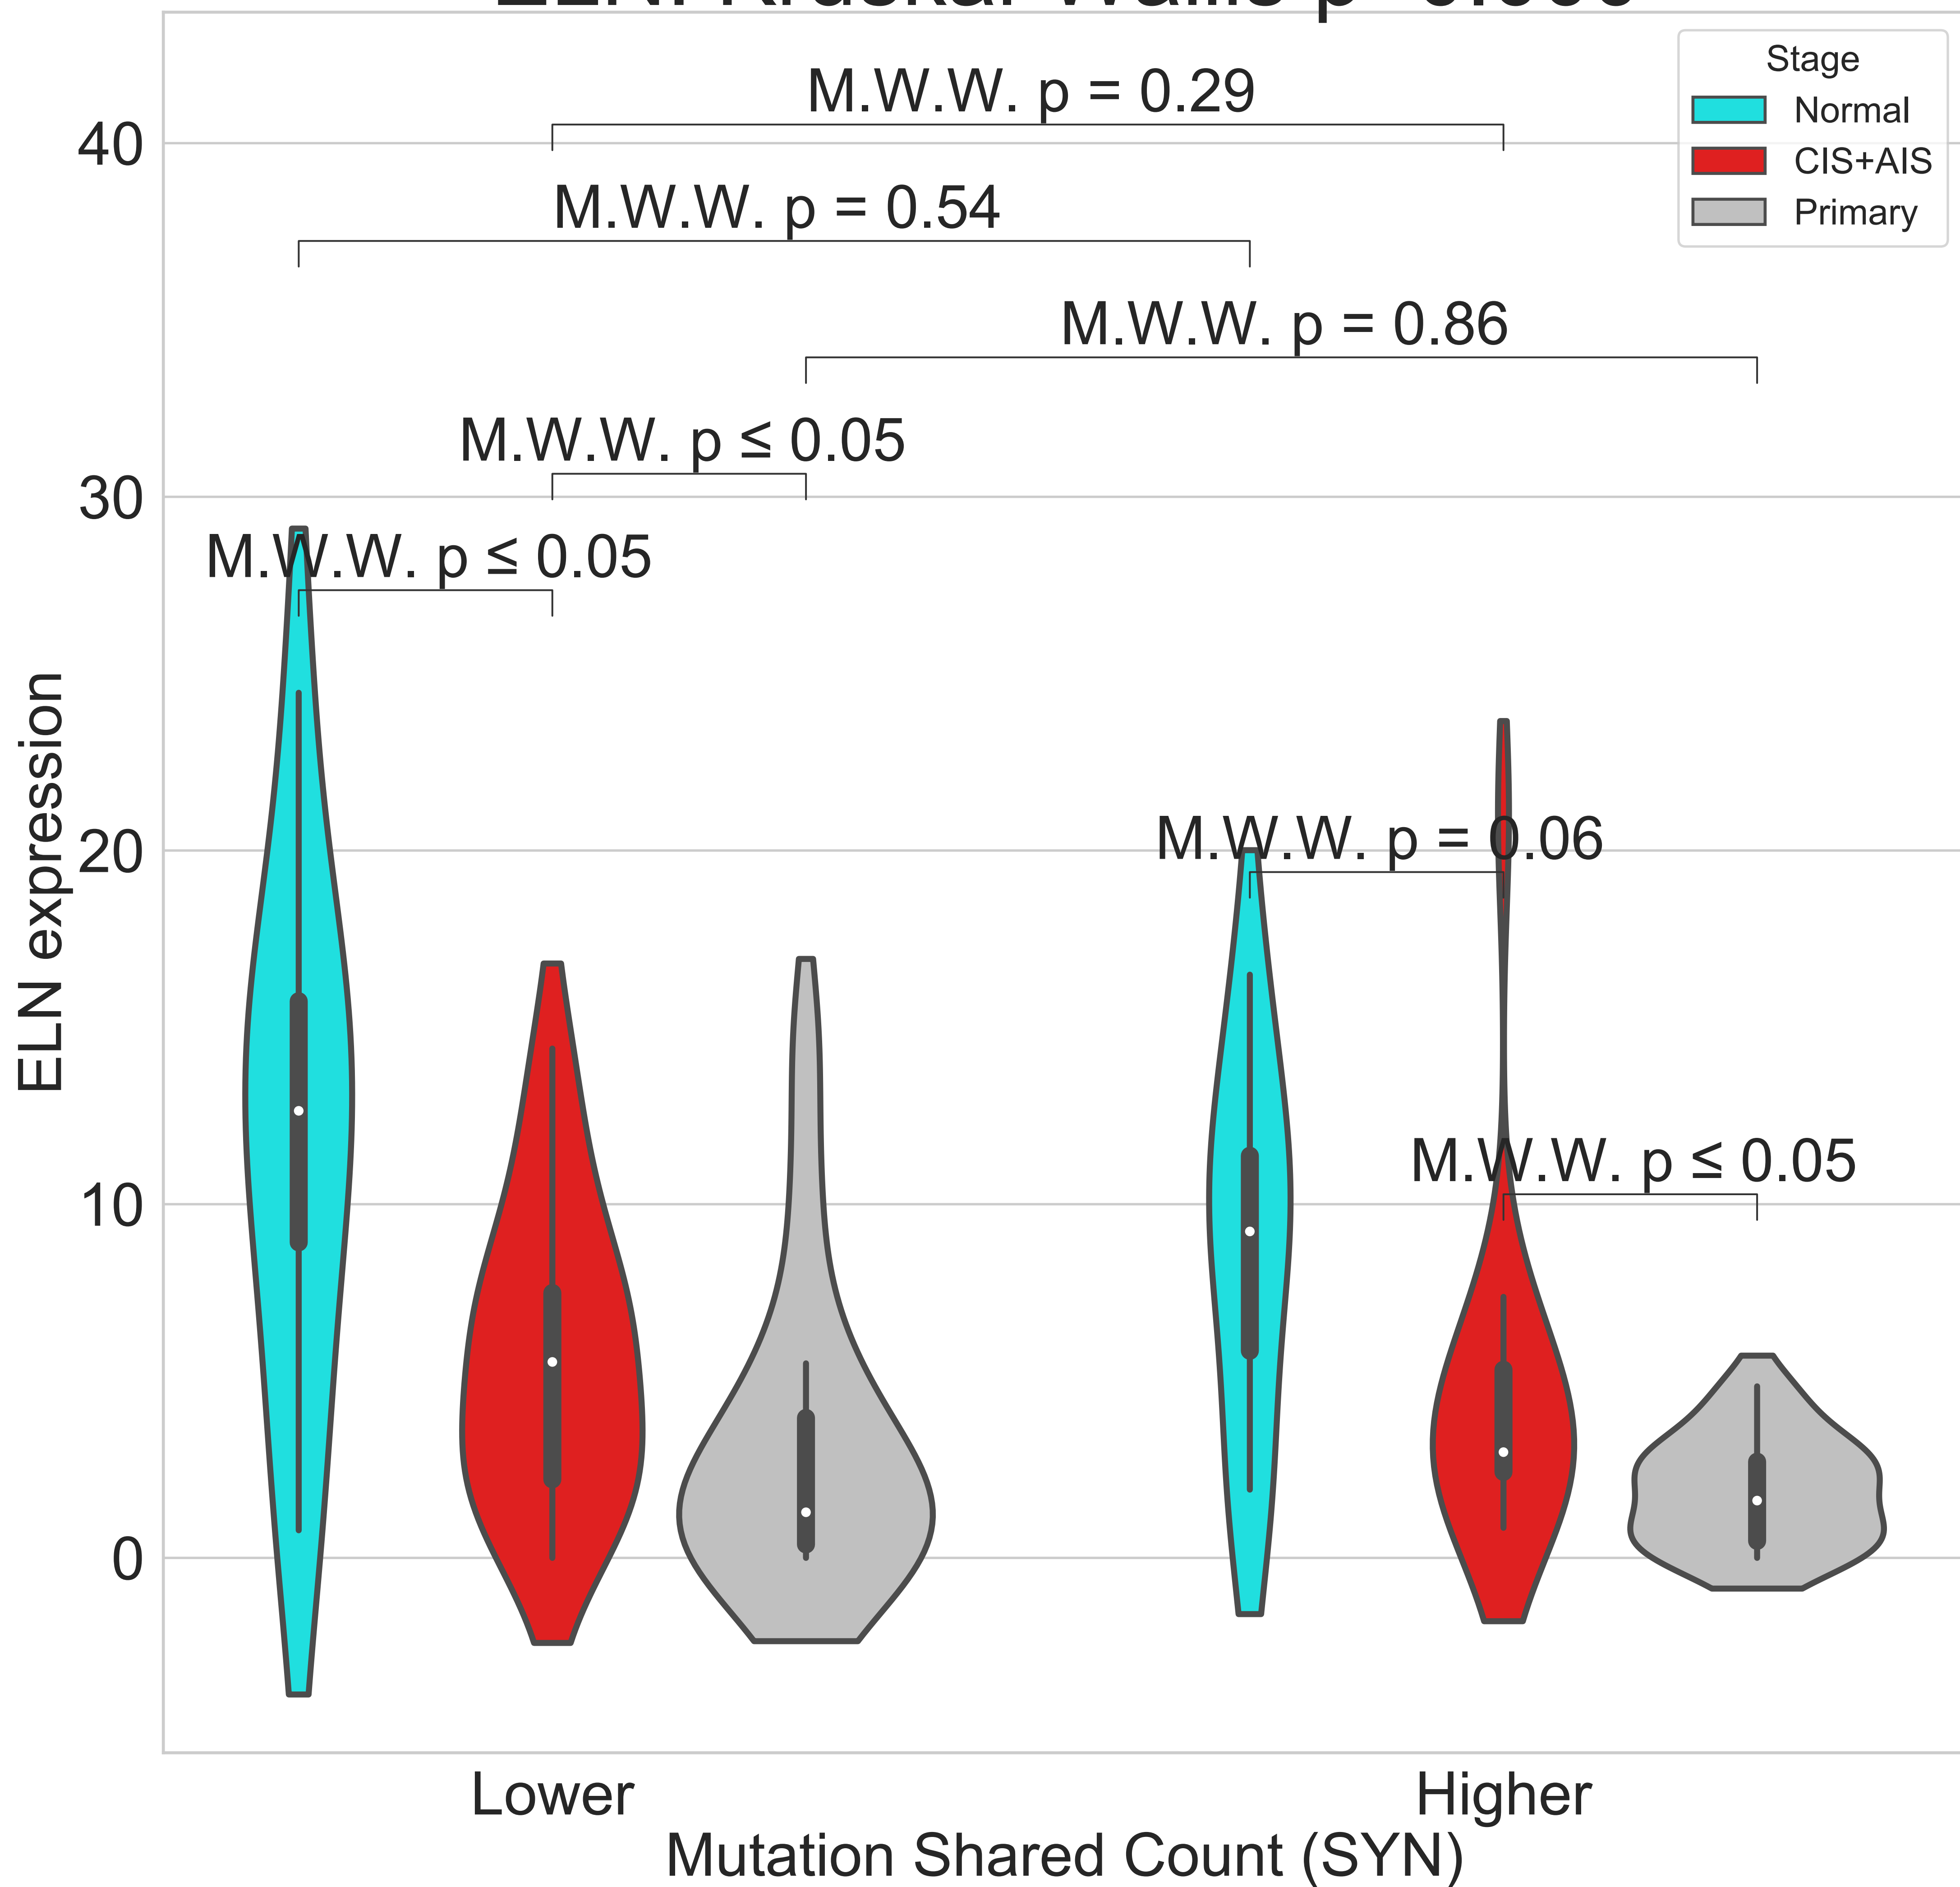 Stage
Normal
CIS+AIS
Primary
M.W.W. p = 0.29
40
M.W.W. p = 0.54
M.W.W. p = 0.86
M.W.W. p ≤ 0.05
30
M.W.W. p ≤ 0.05
M.W.W. p = 0.06
20
M.W.W. p ≤ 0.05
10
0
ELN expression
Lower
Higher
Mutation Shared Count (SYN)